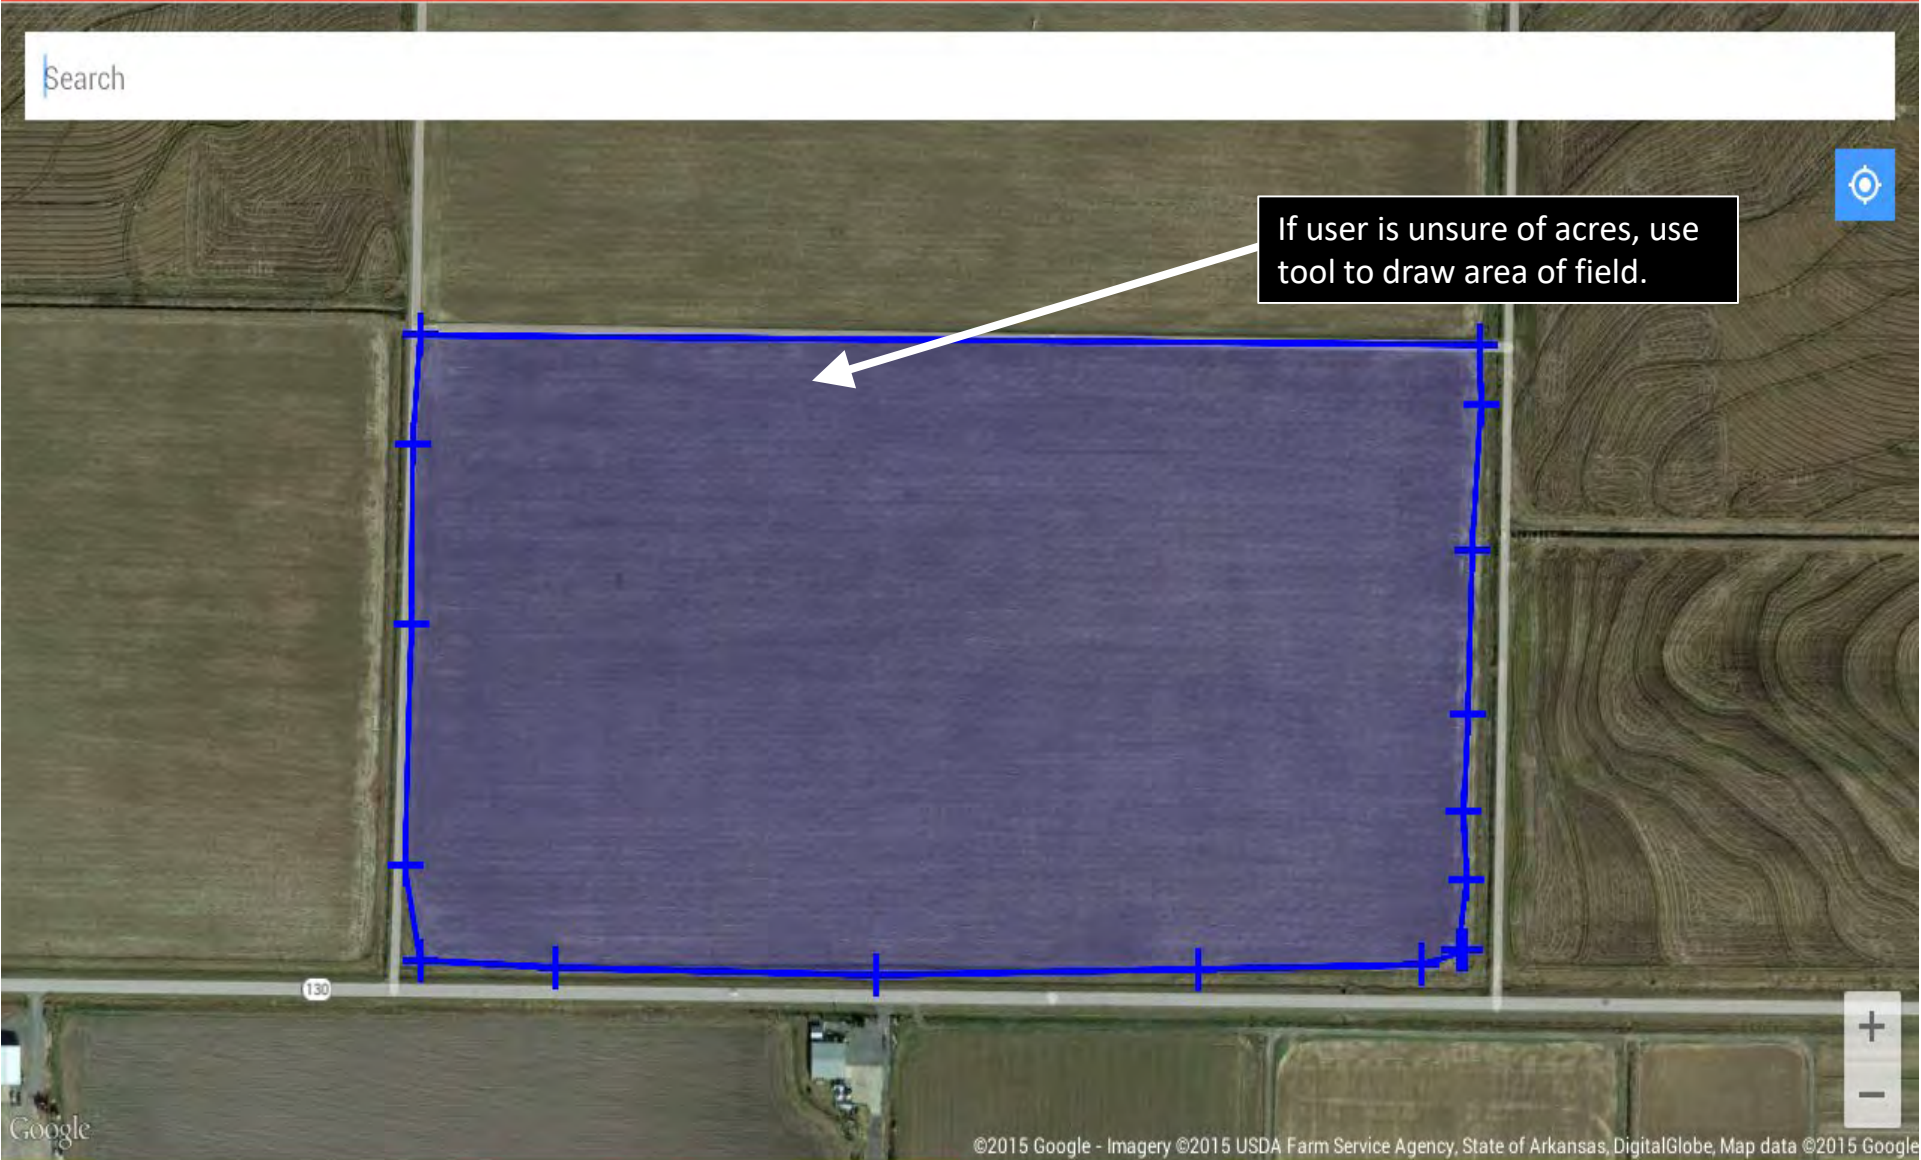 Search
If user is unsure of acres, use
tool to draw area of field.
130
+
−
Google
©2015 Google - Imagery ©2015 USDA Farm Service Agency, State of Arkansas, DigitalGlobe, Map data ©2015 Google